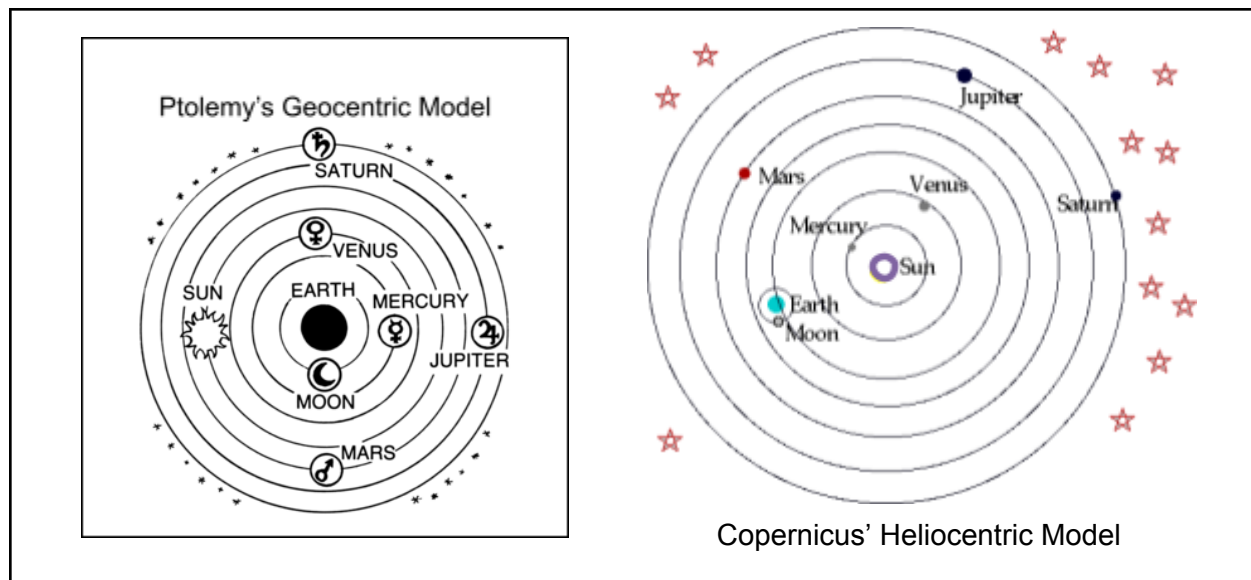 Ptolemy's Geocentric Model
SATURN
VENUS
SUN
EARTH
MERCURY
JUPITER
MOON
MARS
Jupiter
Mars
Venus
Saturn
Mercury
Sun
Earth
Moon
Copernicus’ Heliocentric Model